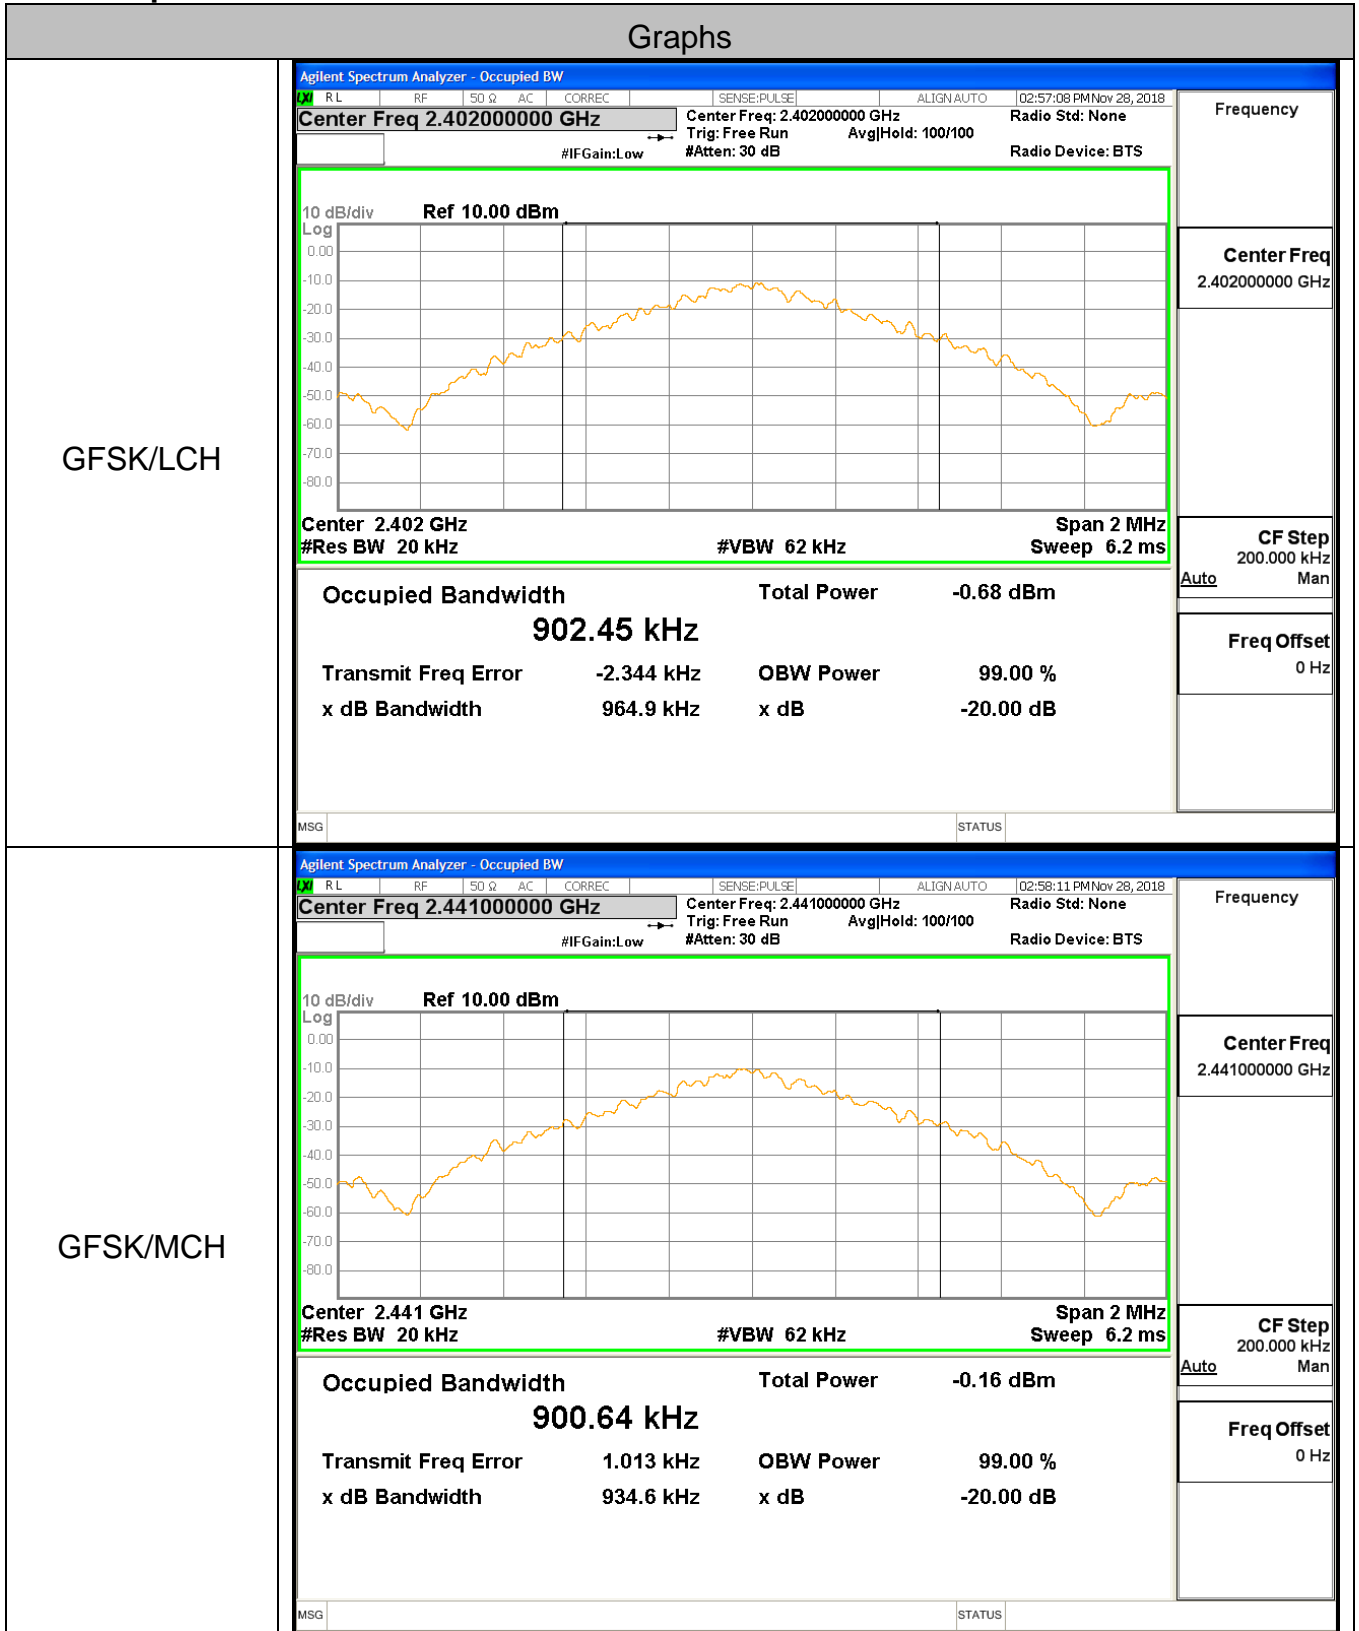 Graphs
GFSK/LCH
Agilent Spectrum Analyzer - Occupied BW
LXI RL RF 50 Ω AC CORREC SENSE:PULSE ALIGN AUTO 02:57:08 PM Nov 28, 2018
Center Freq 2.402000000 GHz
Center Freq: 2.402000000 GHz Radio Std: None
Trig: Free Run Avg|Hold: 100/100
#IFGain:Low #Atten: 30 dB Radio Device: BTS
10 dB/div Ref 10.00 dBm
Log
0.00
-10.0
-20.0
-30.0
-40.0
-50.0
-60.0
-70.0
-80.0
Center 2.402 GHz Span 2 MHz
#Res BW 20 kHz #VBW 62 kHz Sweep 6.2 ms
Occupied Bandwidth Total Power -0.68 dBm
902.45 kHz
Transmit Freq Error -2.344 kHz OBW Power 99.00 %
x dB Bandwidth 964.9 kHz x dB -20.00 dB
MSG STATUS
Frequency
Center Freq
2.402000000 GHz
CF Step
200.000 kHz
Auto Man
Freq Offset
0 Hz
GFSK/MCH
Agilent Spectrum Analyzer - Occupied BW
LXI RL RF 50 Ω AC CORREC SENSE:PULSE ALIGN AUTO 02:58:11 PM Nov 28, 2018
Center Freq 2.441000000 GHz
Center Freq: 2.441000000 GHz Radio Std: None
Trig: Free Run Avg|Hold: 100/100
#IFGain:Low #Atten: 30 dB Radio Device: BTS
10 dB/div Ref 10.00 dBm
Log
0.00
-10.0
-20.0
-30.0
-40.0
-50.0
-60.0
-70.0
-80.0
Center 2.441 GHz Span 2 MHz
#Res BW 20 kHz #VBW 62 kHz Sweep 6.2 ms
Occupied Bandwidth Total Power -0.16 dBm
900.64 kHz
Transmit Freq Error 1.013 kHz OBW Power 99.00 %
x dB Bandwidth 934.6 kHz x dB -20.00 dB
MSG STATUS
Frequency
Center Freq
2.441000000 GHz
CF Step
200.000 kHz
Auto Man
Freq Offset
0 Hz